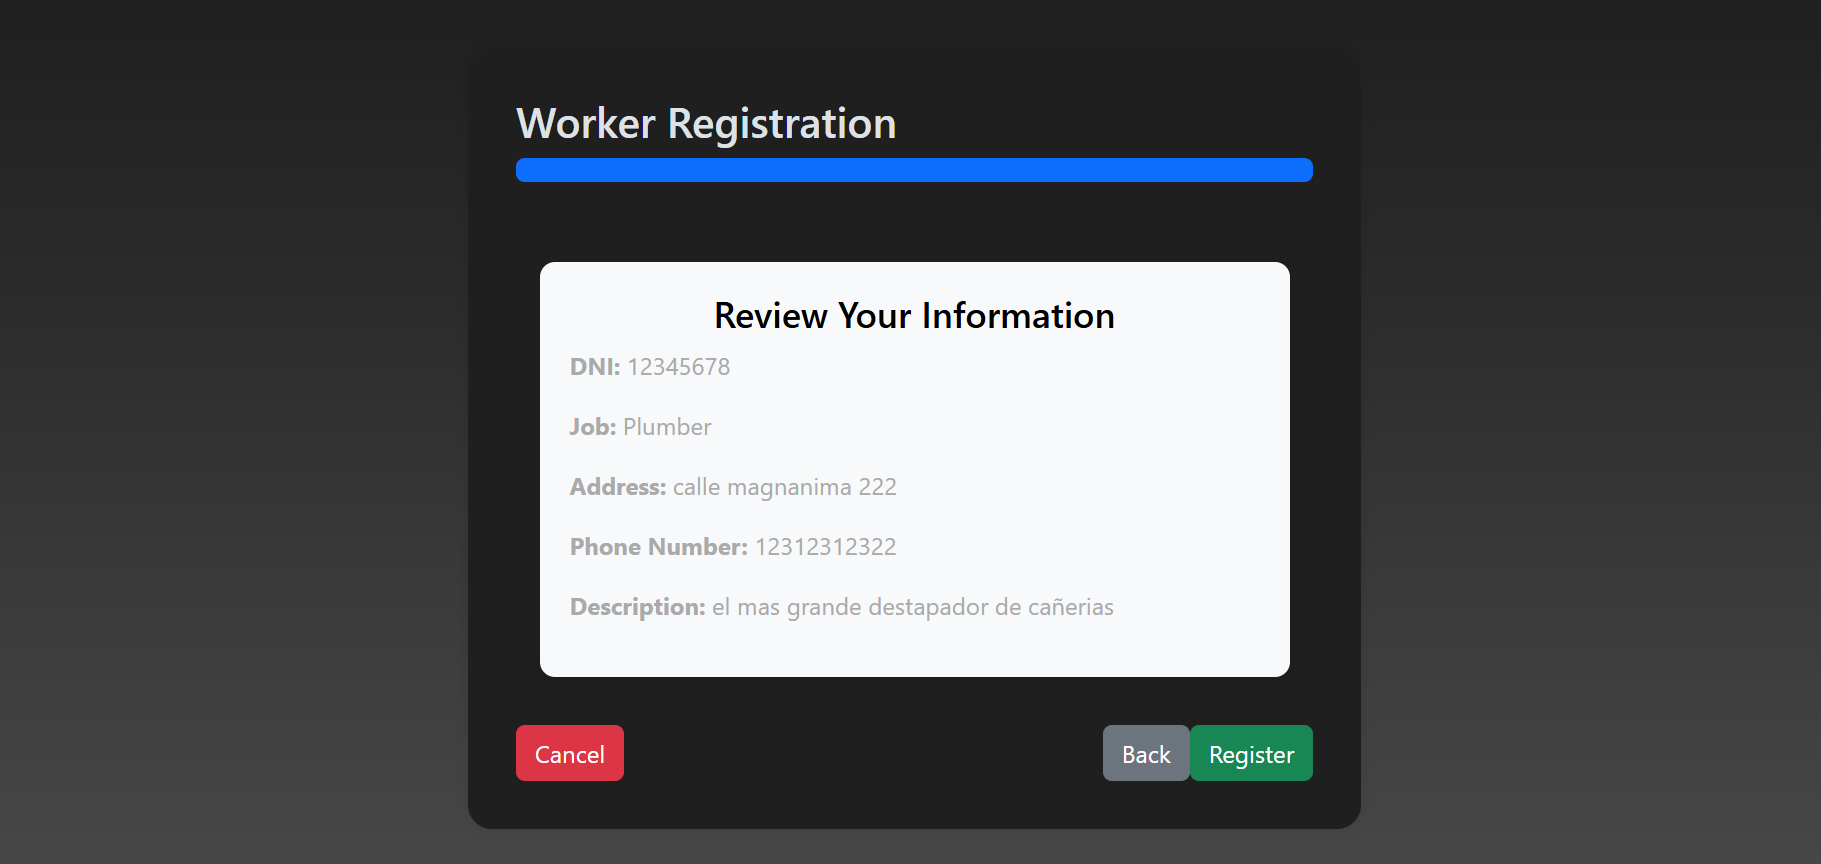 Worker Registration
Review Your Information
DNI: 12345678
Job: Plumber
Address: calle magnanima 222
Phone Number: 12312312322
Description: el mas grande destapador de cañerias
Cancel
Back
Register